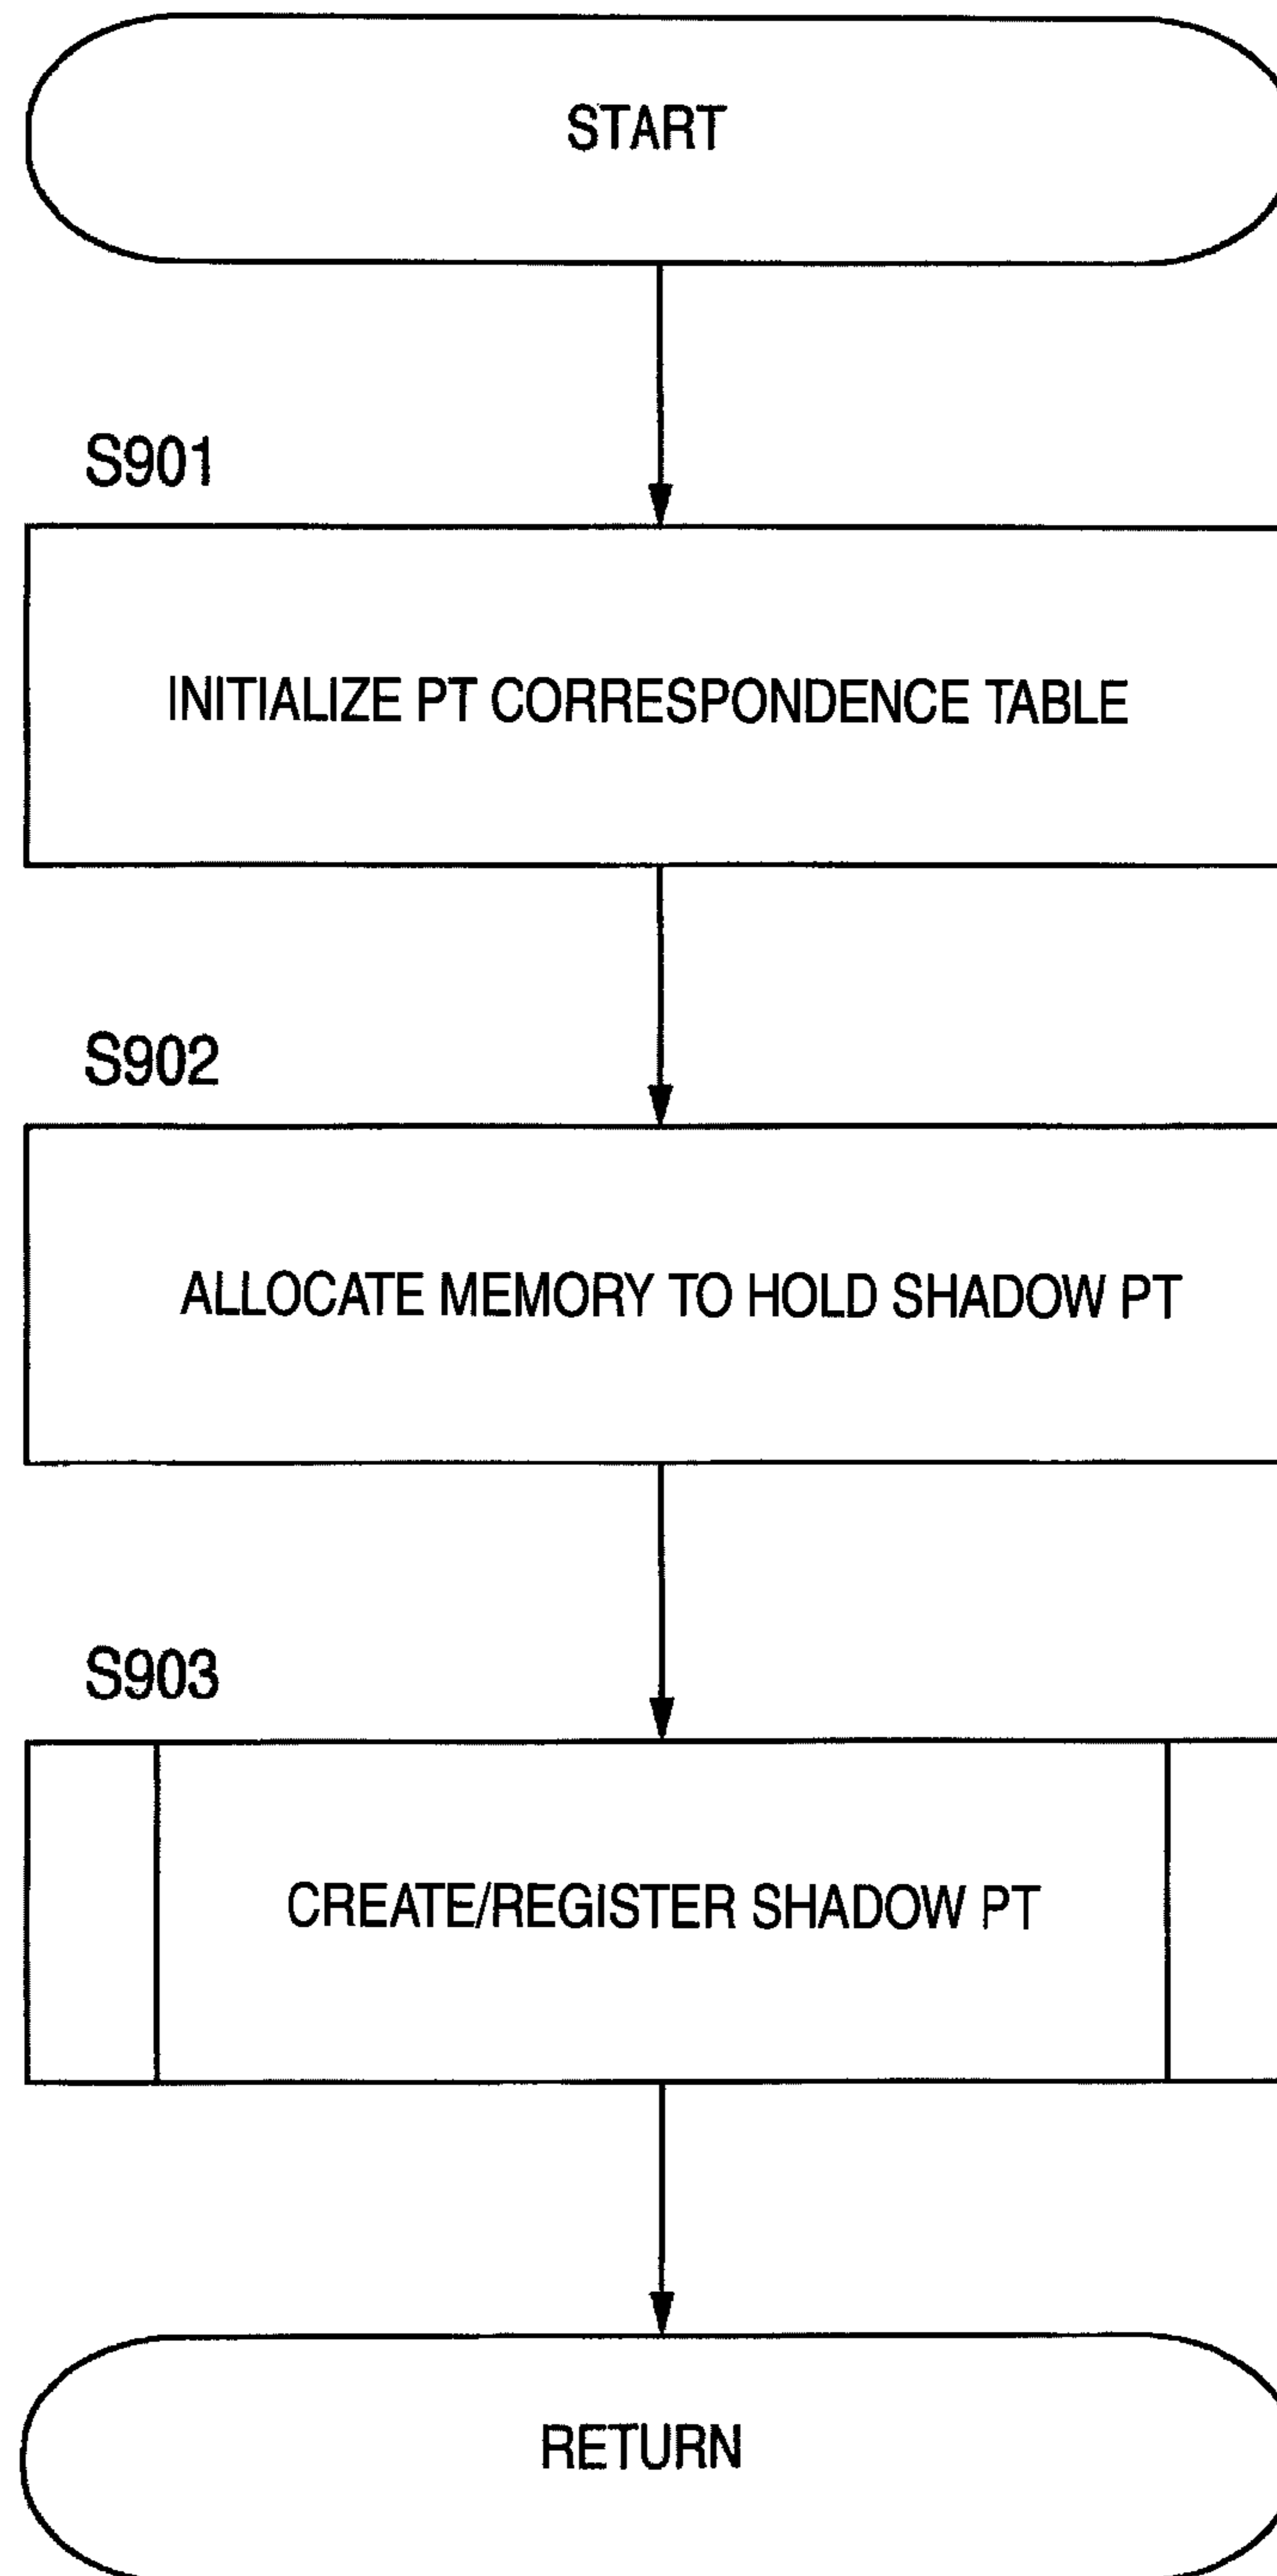 START
S901
INITIALIZE PT CORRESPONDENCE TABLE
S902
ALLOCATE MEMORY TO HOLD SHADOW PT
S903
CREATE/REGISTER SHADOW PT
RETURN